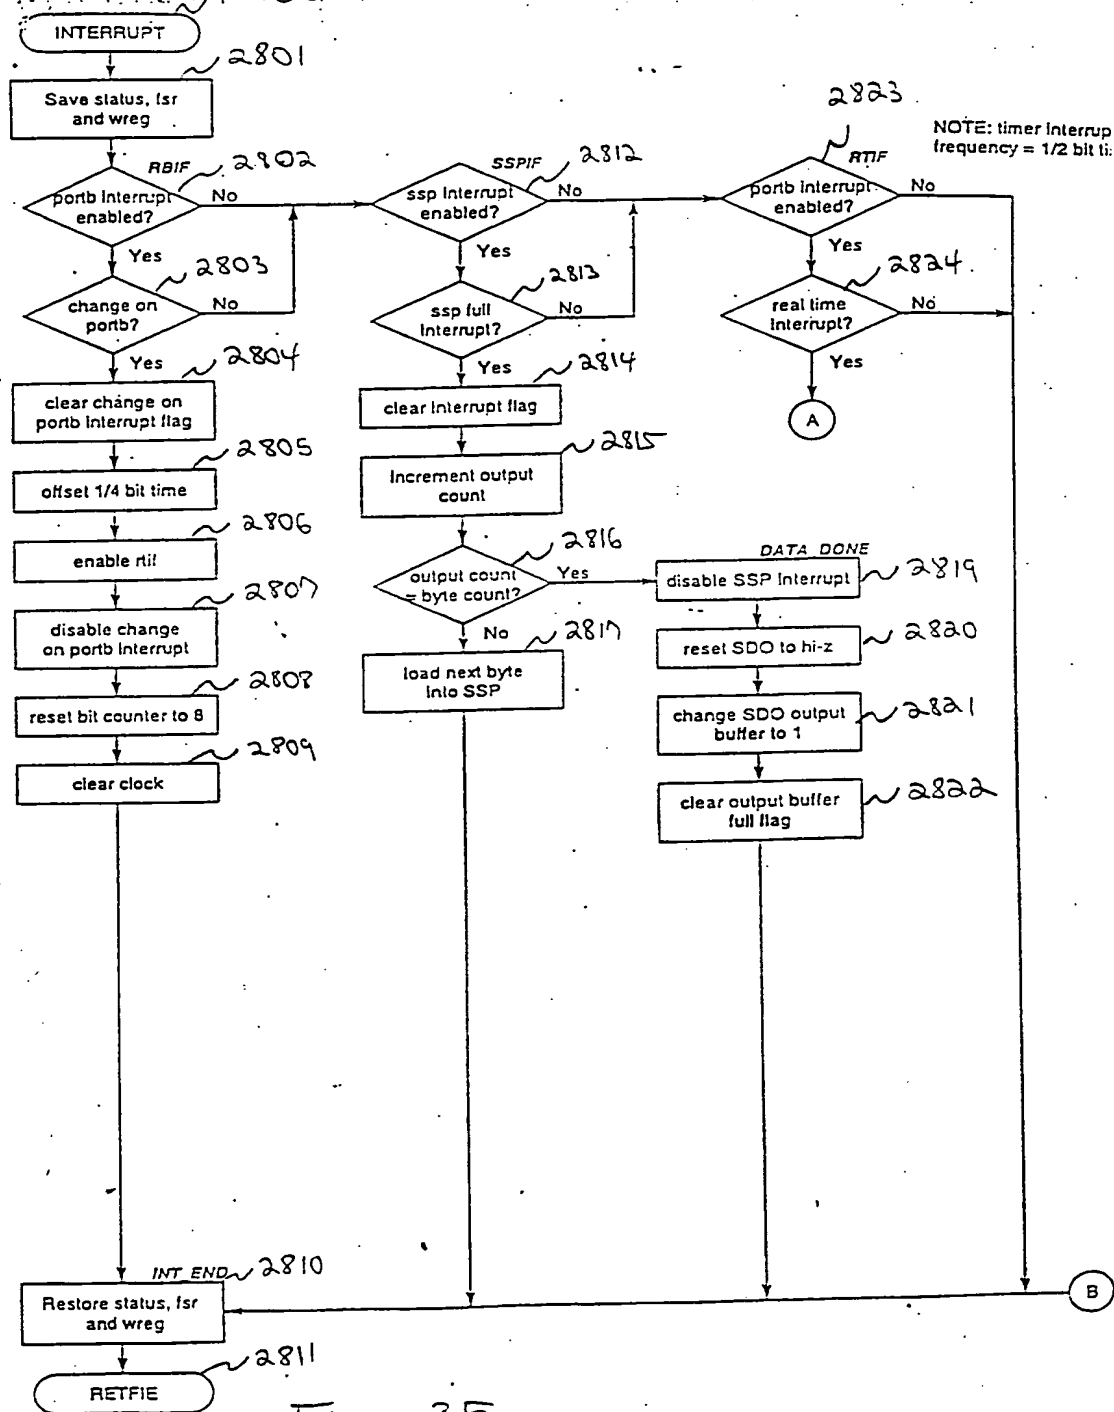 INTERRUPT
2801
Save status, fsr
and wreg
RBIF
2802
portb Interrupt
enabled?
No
Yes
2803
change on
portb?
No
Yes
2804
clear change on
portb Interrupt flag
2805
offset 1/4 bit time
2806
enable rtif
2807
disable change
on portb Interrupt
2808
reset bit counter to 8
2809
clear clock
INT_END
2810
Restore status, fsr
and wreg
2811
RETFIE
SSPIF
2812
ssp Interrupt
enabled?
No
Yes
2813
ssp full
Interrupt?
No
Yes
2814
clear Interrupt flag
2815
Increment output
count
2816
output count
= byte count?
Yes
No
2817
load next byte
into SSP
DATA_DONE
disable SSP Interrupt
2819
reset SDO to hi-z
2820
change SDO output
buffer to 1
2821
clear output buffer
full flag
2822
2823
NOTE: timer Interrup
frequency = 1/2 bit ti
RTIF
portb Interrupt
enabled?
No
Yes
2824
real time
Interrupt?
No
Yes
A
B